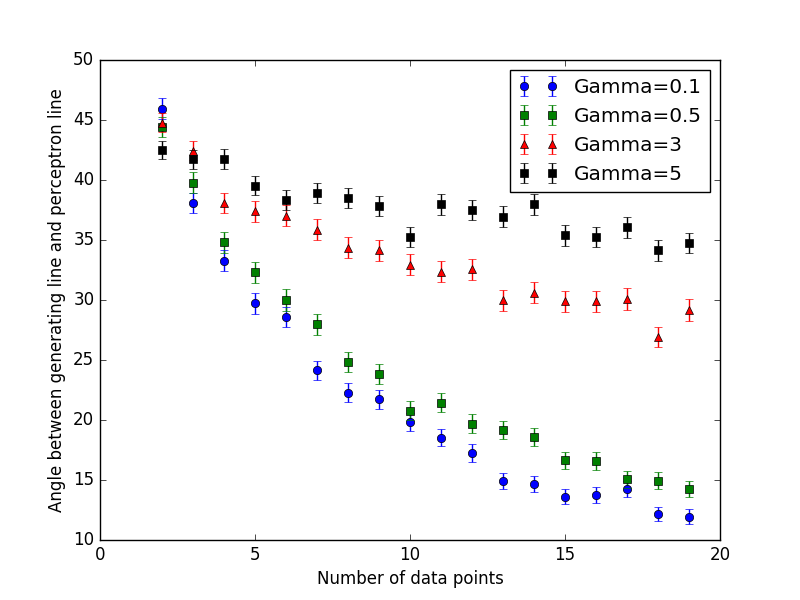 50
45
40
35
30
25
20
15
10
0
5
10
15
20
Angle between generating line and perceptron line
Number of data points
Gamma=0.1
Gamma=0.5
Gamma=3
Gamma=5